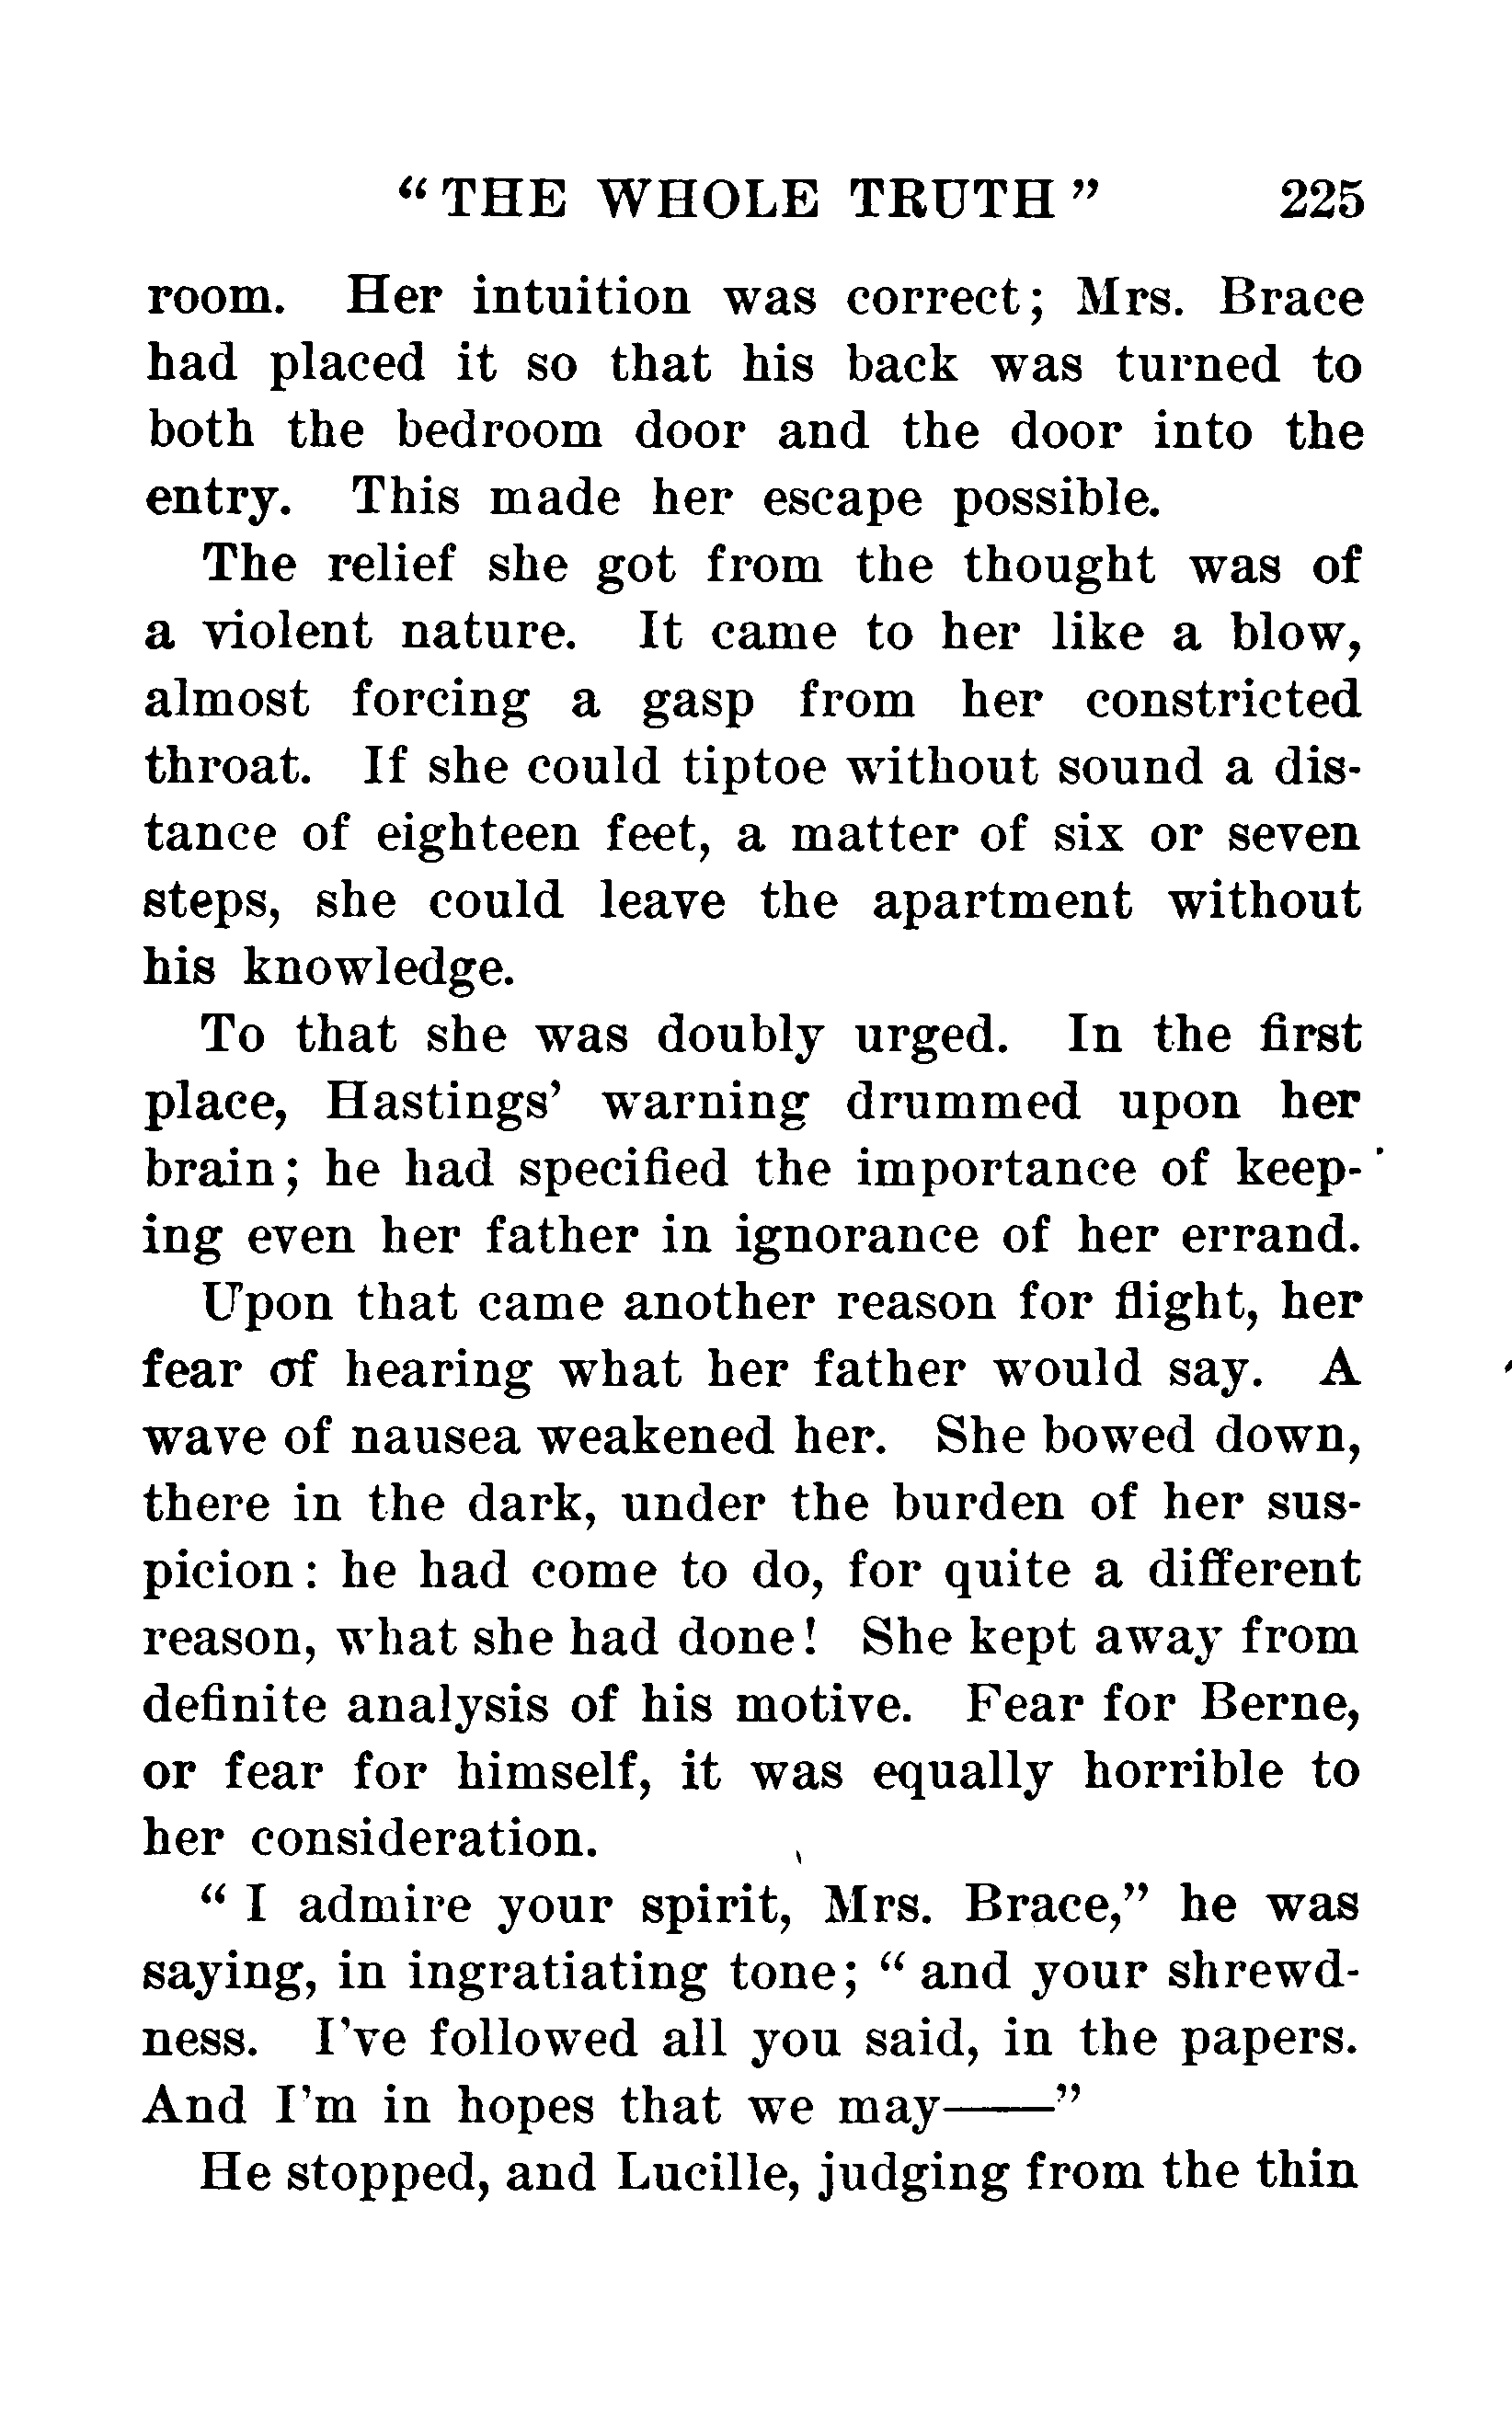 “ THE WHOLE TRUTH ” 225
room. Her intuition was correct; Mrs. Brace
had placed it so that his back was turned to
both the bedroom door and the door into the
entry. This made her escape possible.
The relief she got from the thought was of
a violent nature. It came to her like a blow,
almost forcing a gasp from her constricted
throat. If she could tiptoe without sound a dis-
tance of eighteen feet, a matter of six or seven
steps, she could leave the apartment without
his knowledge.
To that she was doubly urged. In the first
place, Hastings’ warning drummed upon her
brain; he had specified the importance of keep-
ing even her father in ignorance of her errand.
Upon that came another reason for flight, her
fear of hearing what her father would say. A
wave of nausea weakened her. She bowed down,
there in the dark, under the burden of her sus-
picion: he had come to do, for quite a different
reason, what she had done! She kept away from
definite analysis of his motive. Fear for Berne,
or fear for himself, it was equally horrible to
her consideration.
“ I admire your spirit, Mrs. Brace,” he was
saying, in ingratiating tone; “ and your shrewd-
ness. I’ve followed all you said, in the papers.
And I’m in hopes that we may——”
He stopped, and Lucille, judging from the thin